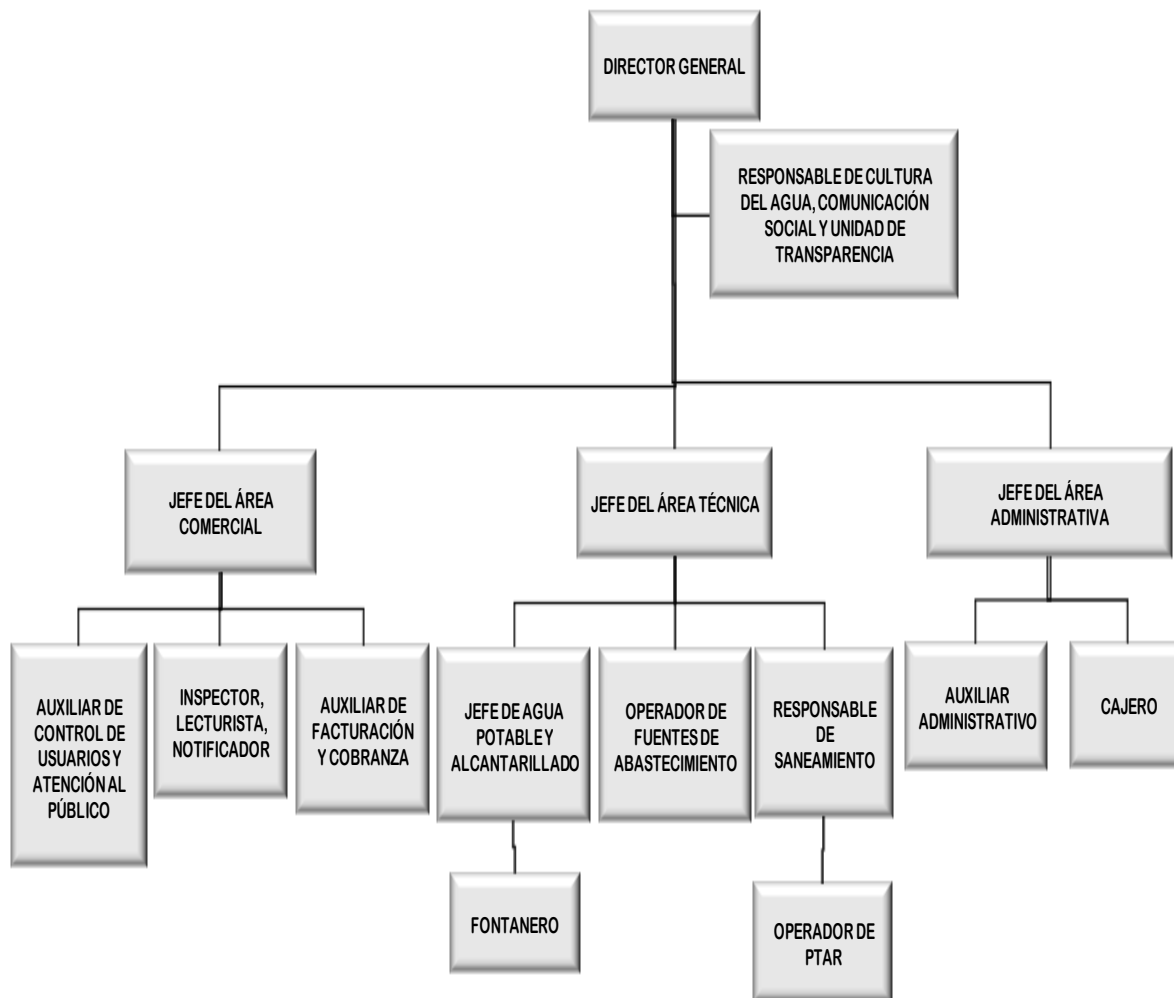 DIRECTOR GENERAL
RESPONSABLE DE CULTURA
DEL AGUA, COMUNICACIÓN
SOCIAL Y UNIDAD DE
TRANSPARENCIA
JEFE DEL ÁREA
COMERCIAL
JEFE DEL ÁREA TÉCNICA
JEFE DEL ÁREA
ADMINISTRATIVA
AUXILIAR DE
CONTROL DE
USUARIOS Y
ATENCIÓN AL
PÚBLICO
INSPECTOR,
LECTURISTA,
NOTIFICADOR
AUXILIAR DE
FACTURACIÓN
Y COBRANZA
JEFE DE AGUA
POTABLE Y
ALCANTARILLADO
OPERADOR DE
FUENTES DE
ABASTECIMIENTO
RESPONSABLE
DE
SANEAMIENTO
AUXILIAR
ADMINISTRATIVO
CAJERO
FONTANERO
OPERADOR DE
PTAR